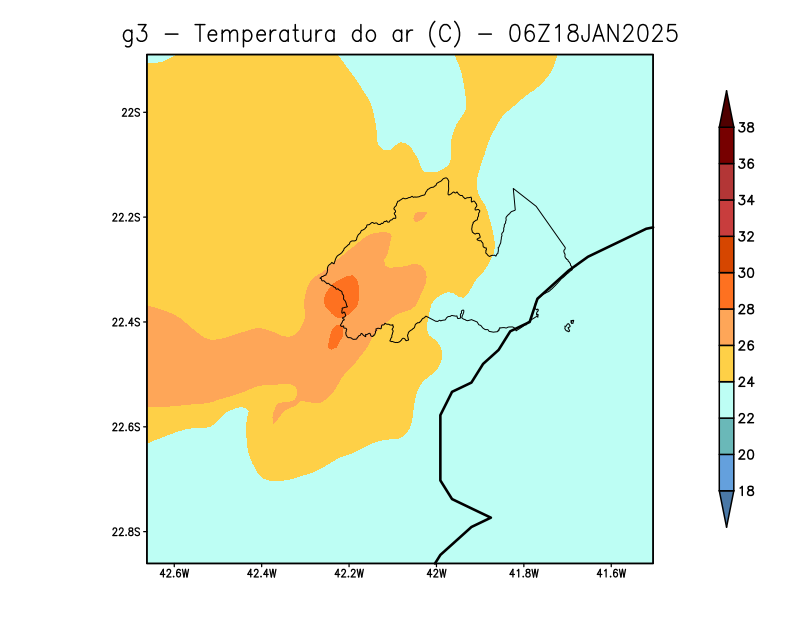 g3 – Temperatura do ar (C) – 06Z18JAN2025
22S
22.2S
22.4S
22.6S
22.8S
42.6W
42.4W
42.2W
42W
41.8W
41.6W
38
36
34
32
30
28
26
24
22
20
18